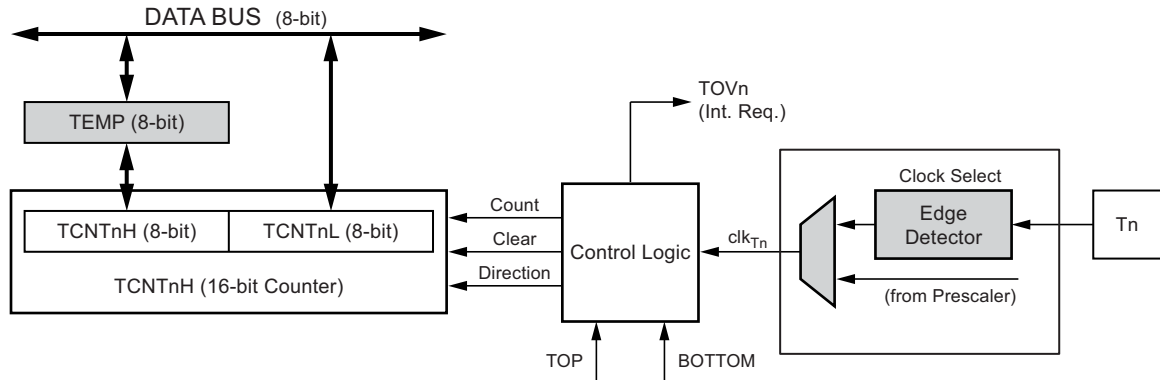 DATA BUS (8-bit)
TEMP (8-bit)
TCNTnH (8-bit)
TCNTnL (8-bit)
TCNTnH (16-bit Counter)
Count
Clear
Direction
Control Logic
TOVn
(Int. Req.)
TOP
BOTTOM
clkTn
Clock Select
Edge
Detector
(from Prescaler)
Tn